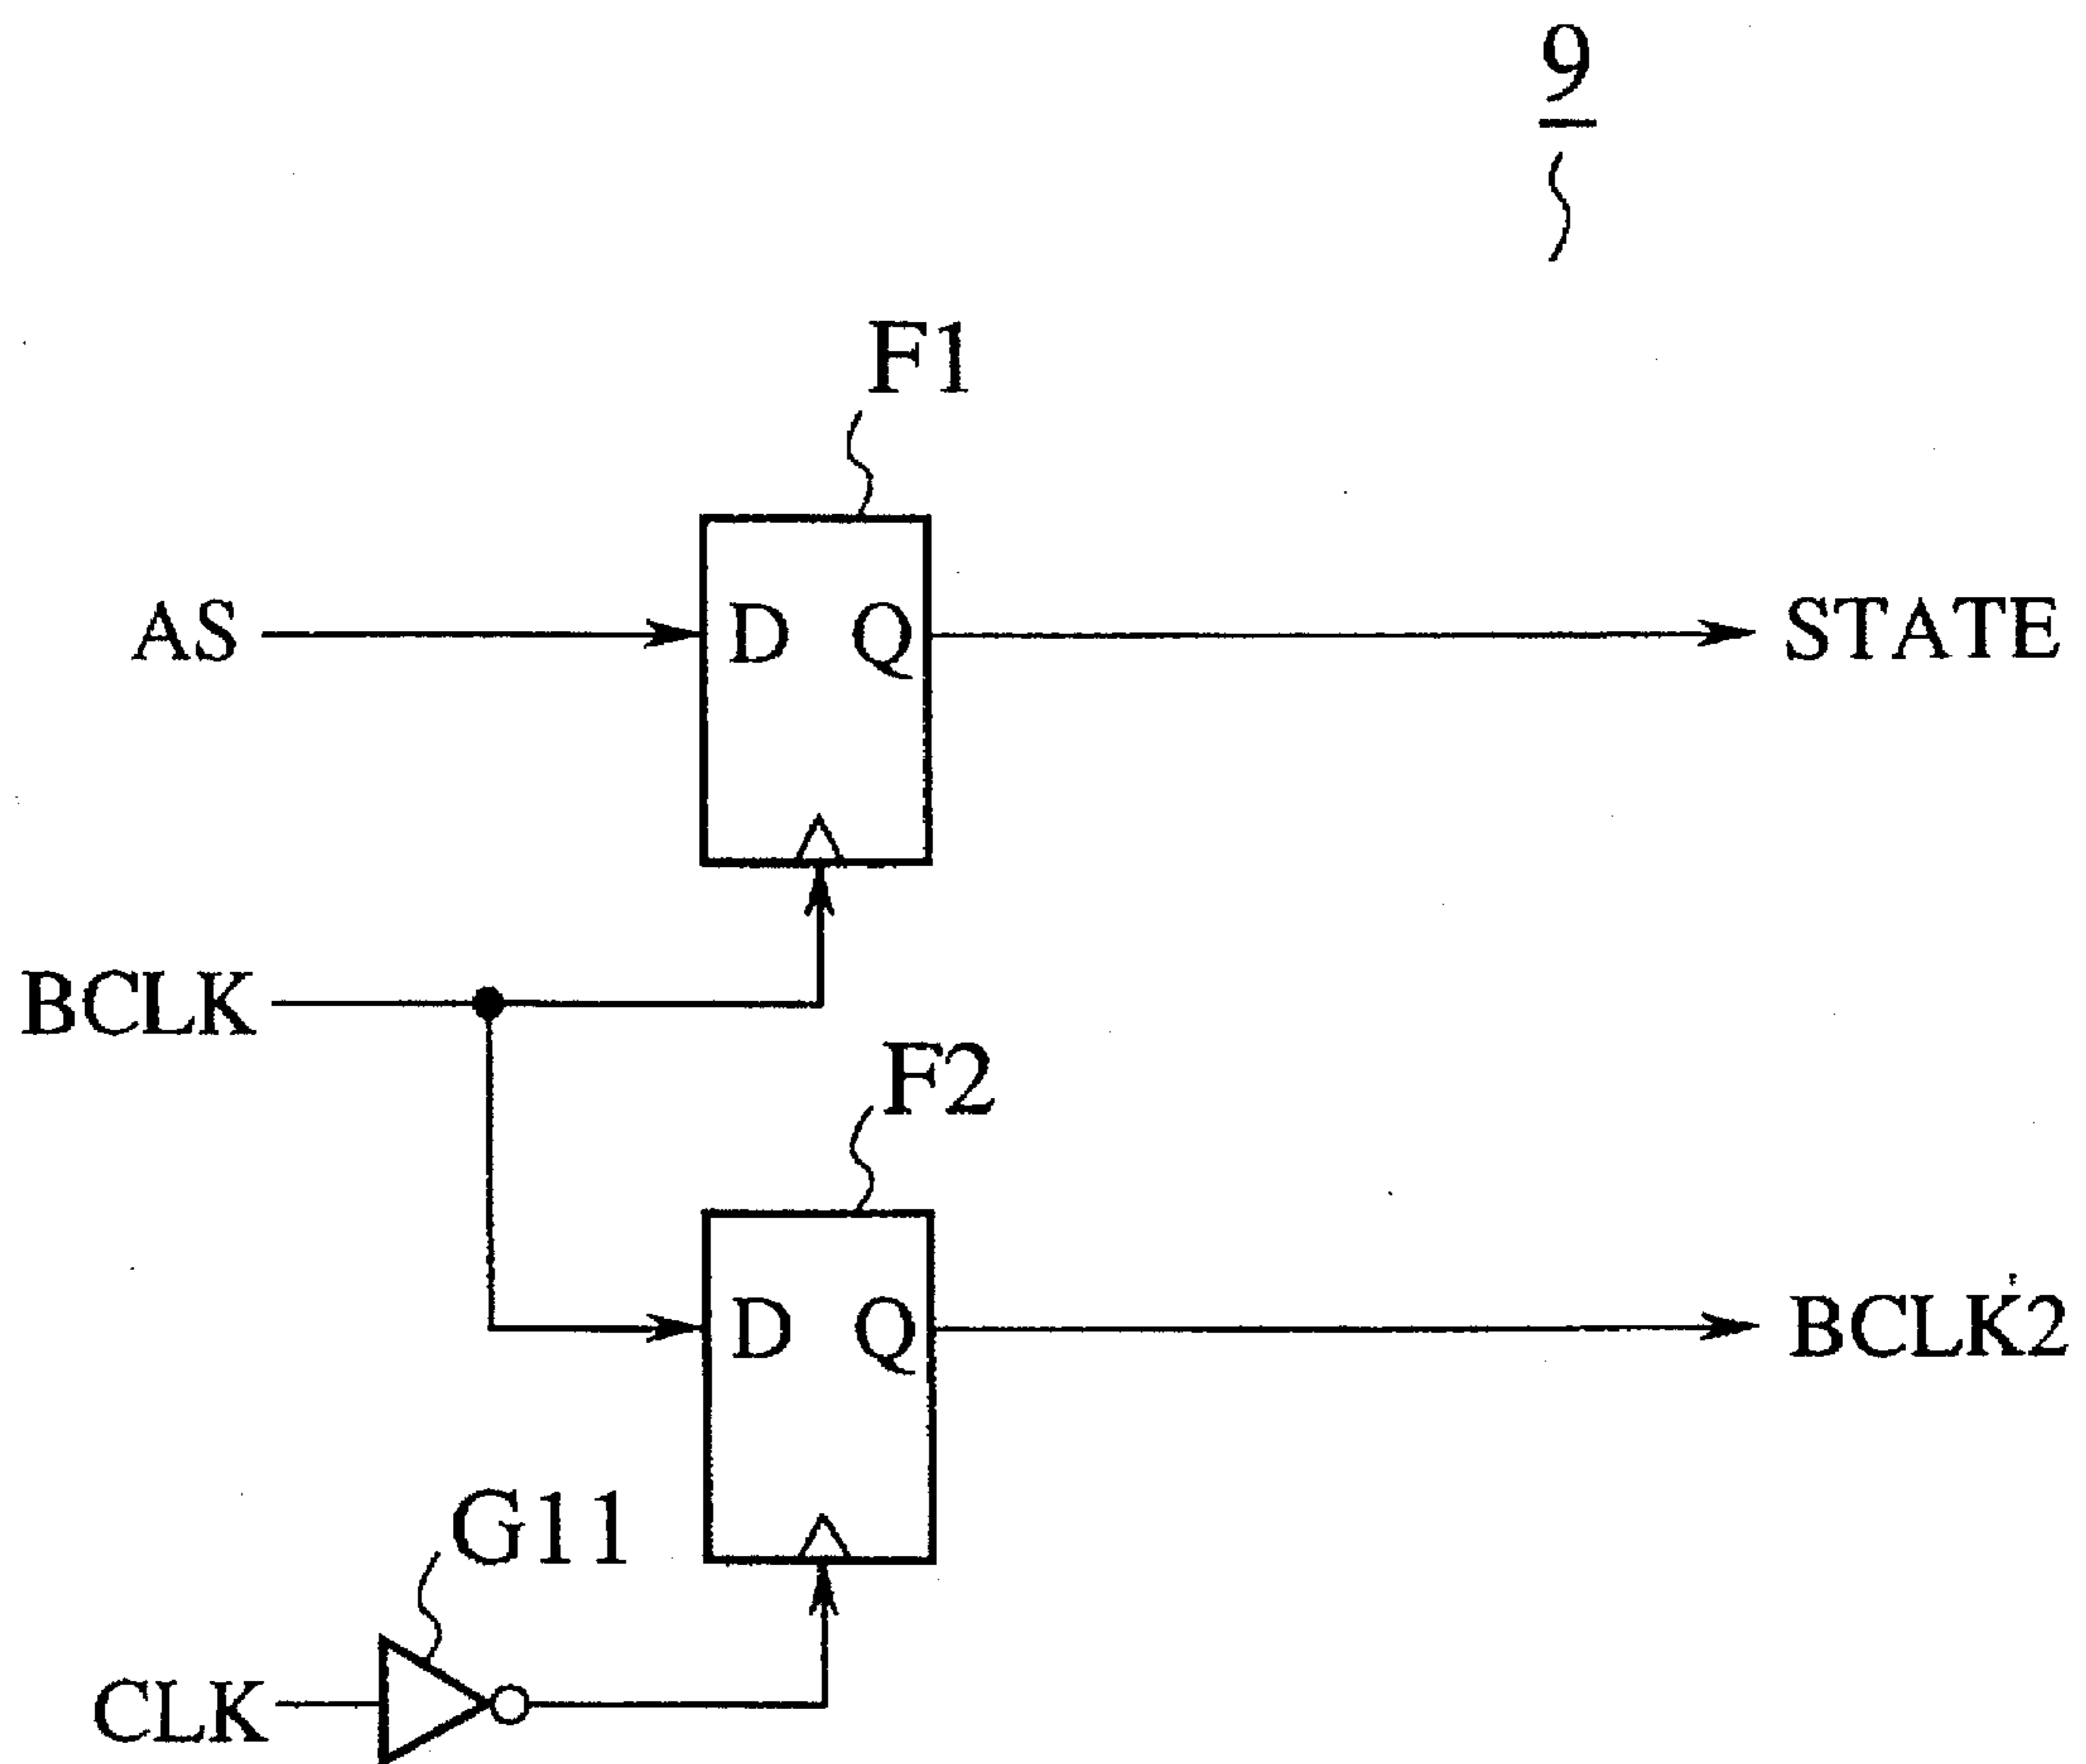 9
F1
AS
D Q
STATE
BCLK
F2
D Q
BCLK2
G11
CLK